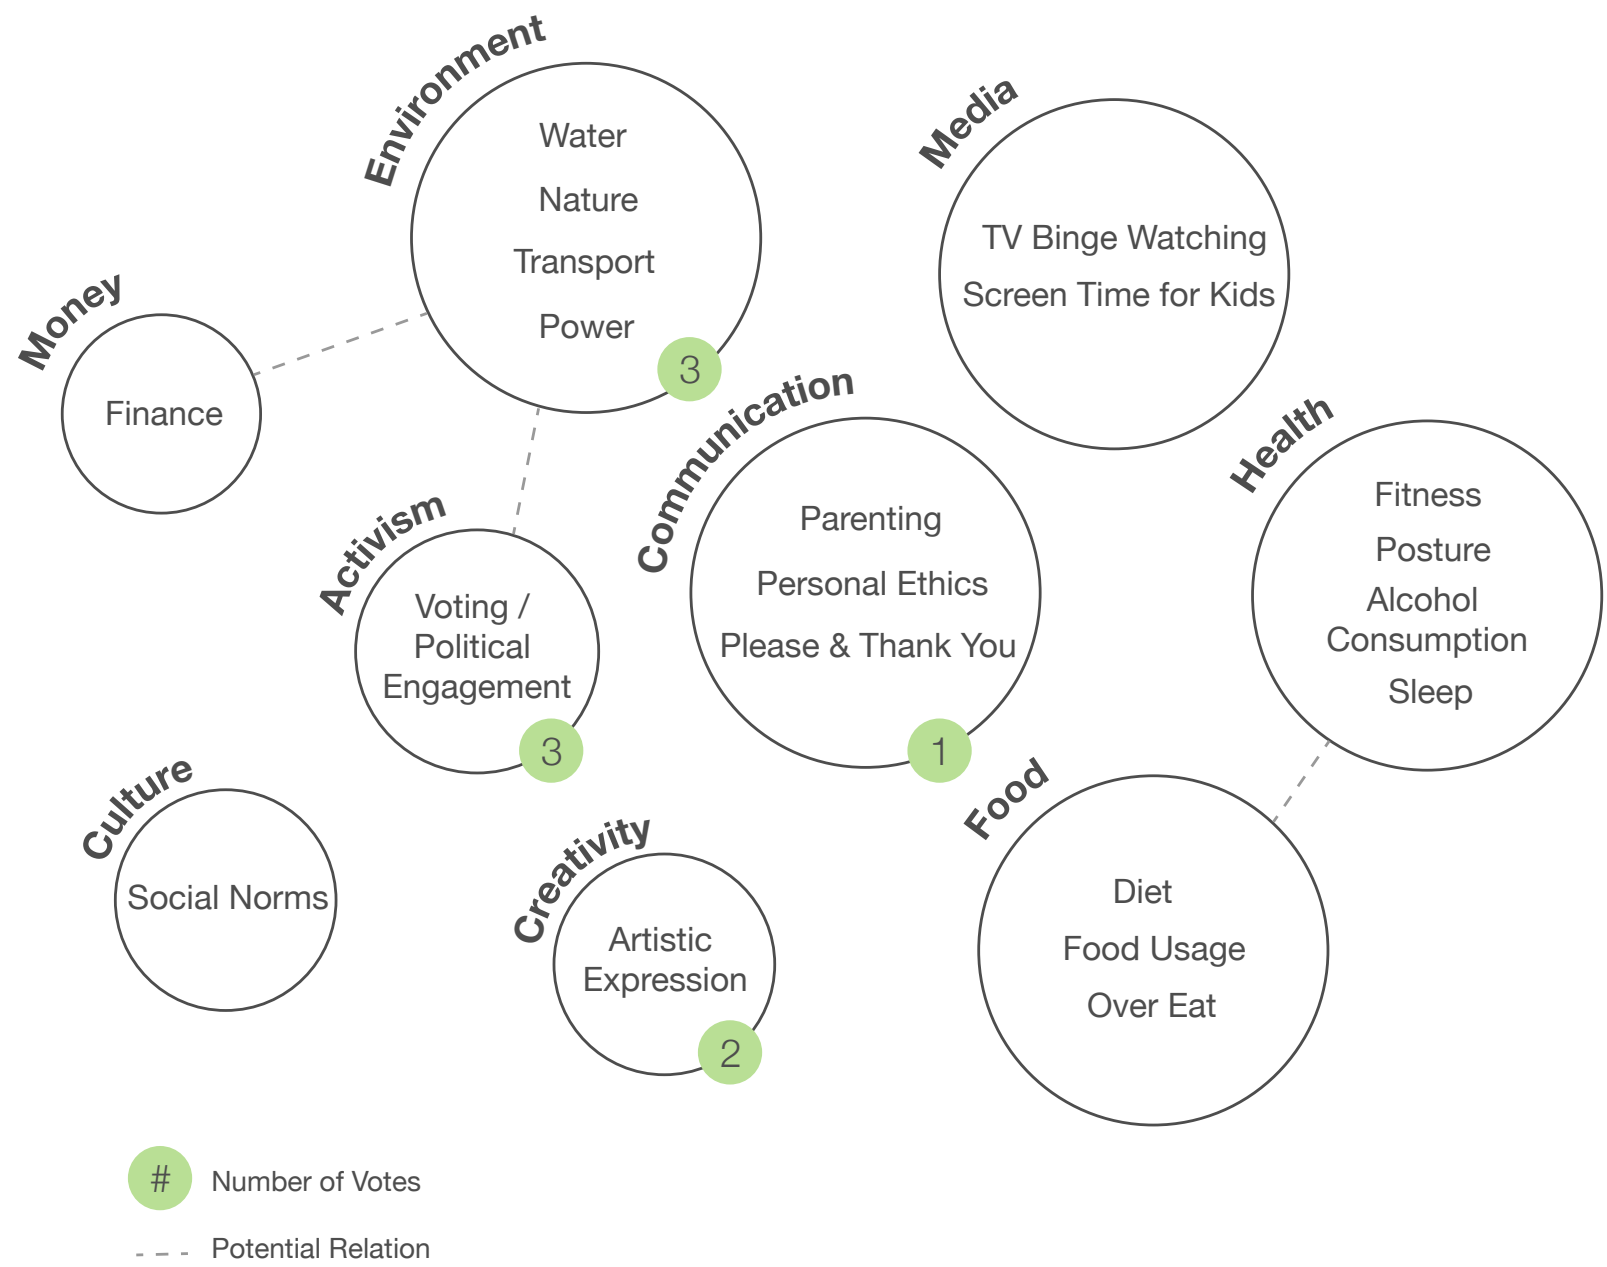 Environment
Water
Nature
Transport
Power
3
Media
TV Binge Watching
Screen Time for Kids
Money
Finance
Communication
Parenting
Personal Ethics
Please & Thank You
1
Health
Fitness
Posture
Alcohol
Consumption
Sleep
Activism
Voting /
Political
Engagement
3
Culture
Social Norms
Creativity
Artistic
Expression
2
Food
Diet
Food Usage
Over Eat
# Number of Votes
Potential Relation